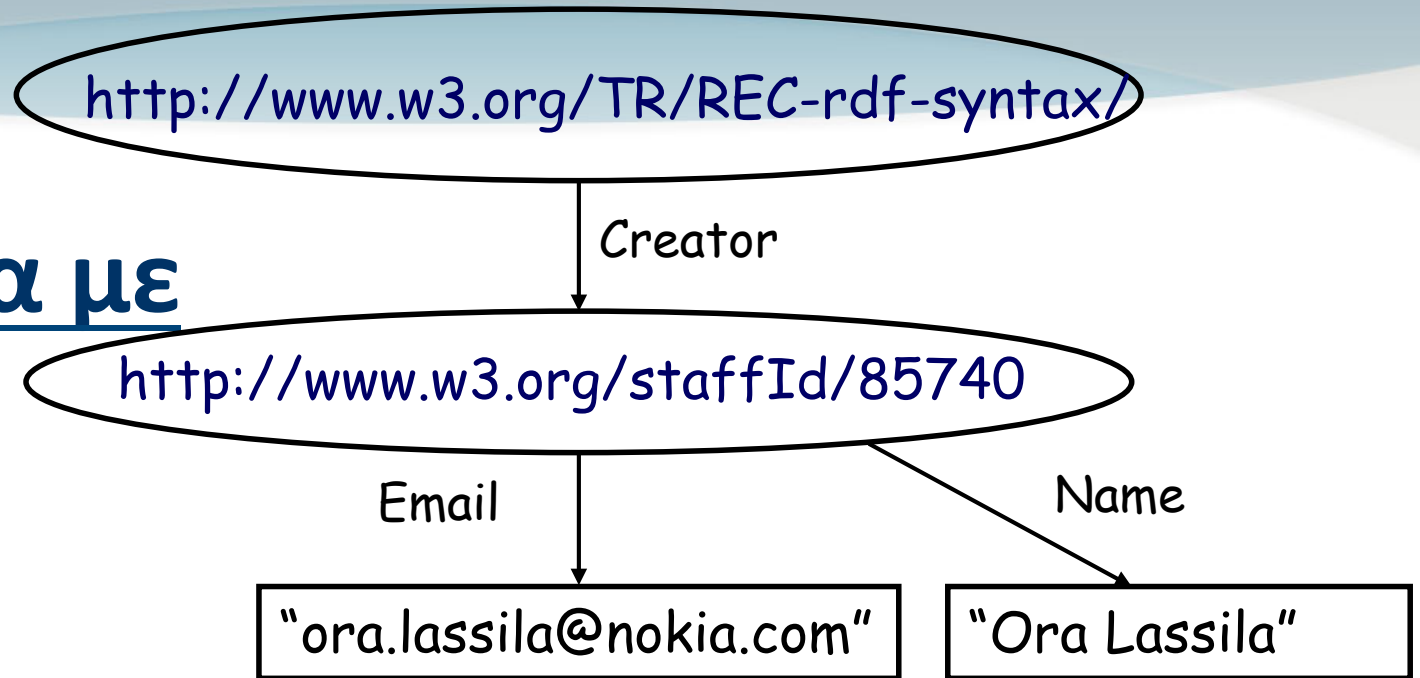 http://www.w3.org/TR/REC-rdf-syntax/
Creator
α με
http://www.w3.org/staffId/85740
Email
Name
“ora.lassila@nokia.com”
“Ora Lassila”